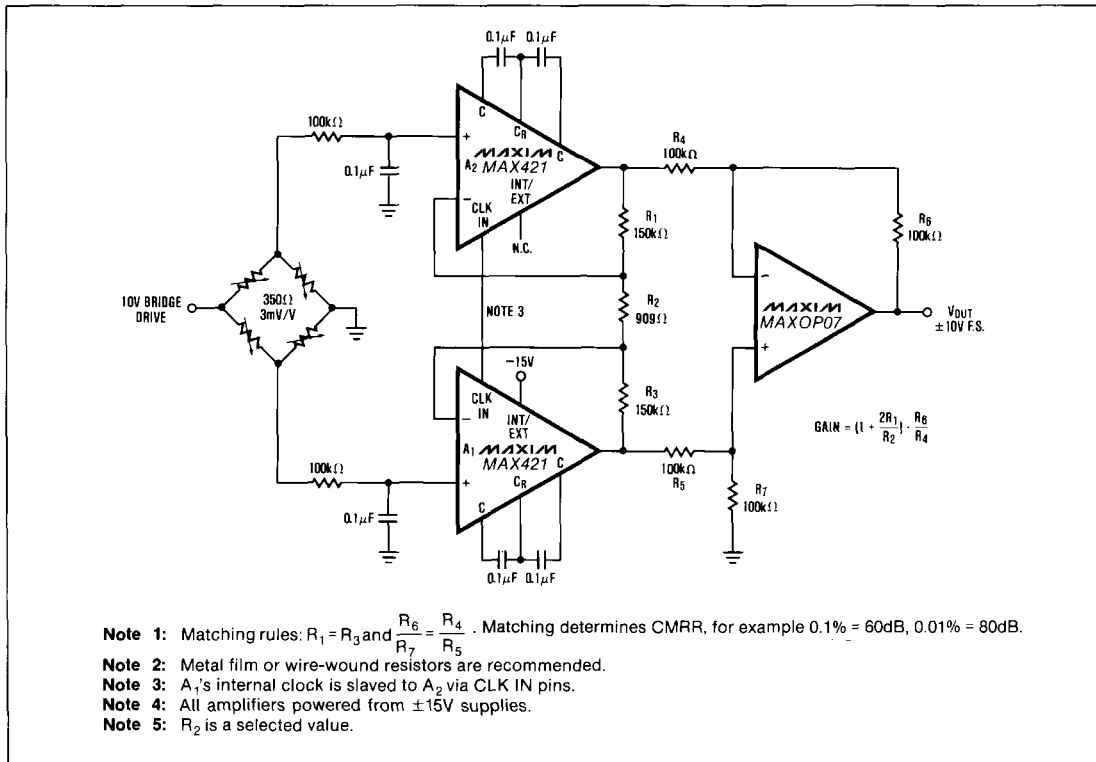 0.1μF 0.1μF
C
C_R
C
100kΩ
+
0.1μF
A₂ MAXIM
MAX421
INT/
EXT
−
CLK
IN
N.C.
R₄
100kΩ
R₁
150kΩ
R₆
100kΩ
10V BRIDGE
DRIVE
350Ω
3mV/V
NOTE 3
R₂
909Ω
−
MAXIM
MAXOP07
+
V_OUT
±10V F.S.
−15V
CLK
IN
INT/
EXT
−
A₁ MAXIM
MAX421
C
C_R
+
C
R₃
150kΩ
100kΩ
R₅
GAIN = (1 + 2R₁/R₂) · R₆/R₄
100kΩ
0.1μF
R₇
100kΩ
0.1μF 0.1μF
Note 1: Matching rules: R₁ = R₃ and R₆/R₇ = R₄/R₅ . Matching determines CMRR, for example 0.1% = 60dB, 0.01% = 80dB.
Note 2: Metal film or wire-wound resistors are recommended.
Note 3: A₁'s internal clock is slaved to A₂ via CLK IN pins.
Note 4: All amplifiers powered from ±15V supplies.
Note 5: R₂ is a selected value.